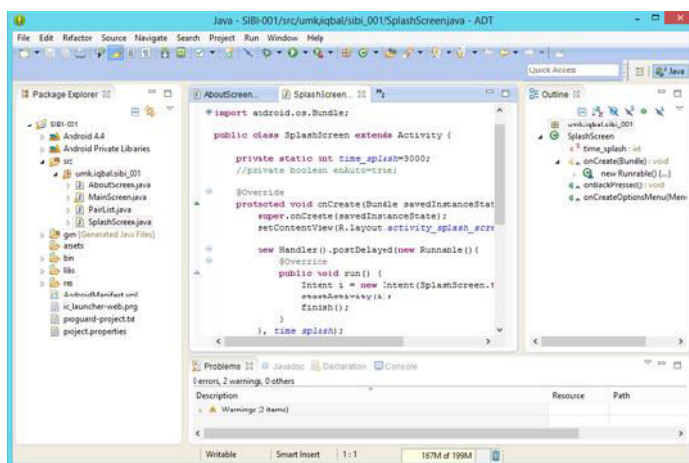 Java - SIBI-001/src/umk/iqbal/sibi_001/SplashScreen.java - ADT
File Edit Refactor Source Navigate Search Project Run Window Help
Quick Access
Java
Package Explorer
SIBI-001
Android 4.4
Android Private Libraries
src
umk.iqbal.sibi_001
AboutScreen.java
MainScreen.java
PairList.java
SplashScreen.java
gen [Generated Java Files]
assets
bin
libs
res
AndroidManifest.xml
ic_launcher-web.png
proguard-project.txt
project.properties
AboutScreen...
SplashScreen...
import android.os.Bundle;
public class SplashScreen extends Activity {
private static int time_splash=3000;
//private boolean enAuto=true;
@Override
protected void onCreate(Bundle savedInstanceStat
super.onCreate(savedInstanceState);
setContentView(R.layout.activity_splash_scre
new Handler().postDelayed(new Runnable(){
@Override
public void run() {
Intent i = new Intent(SplashScreen.t
startActivity(i);
finish();
}
}, time_splash);
Outline
umk.iqbal.sibi_001
SplashScreen
time_splash : int
onCreate(Bundle) : void
new Runnable() {...}
onBackPressed() : void
onCreateOptionsMenu(Men
Problems
Javadoc
Declaration
Console
0 errors, 2 warnings, 0 others
Description Resource Path
Warnings (2 items)
Writable Smart Insert 1 : 1 167M of 199M